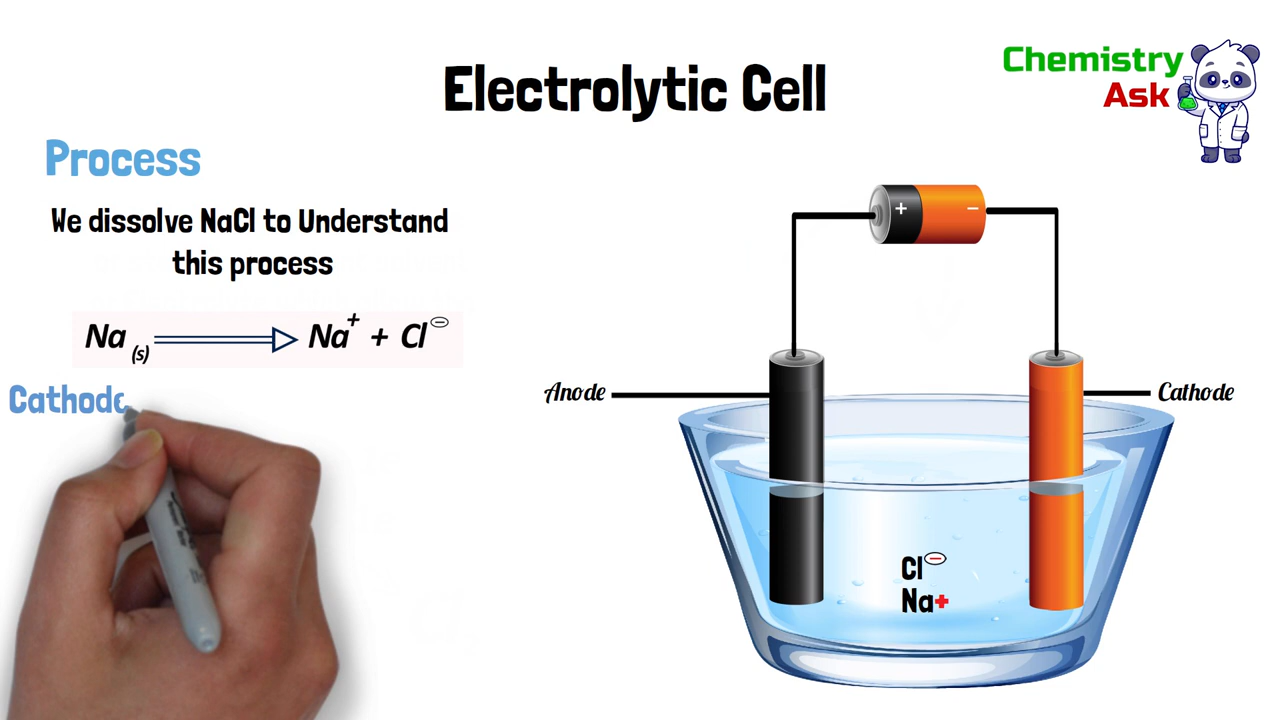 Electrolytic Cell
Chemistry
Ask
Process
We dissolve NaCl to Understand
this process
Na (s) ⟹ Na⁺ + Cl⊖
Cathod
+ −
Anode
Cathode
Cl⊖
Na+